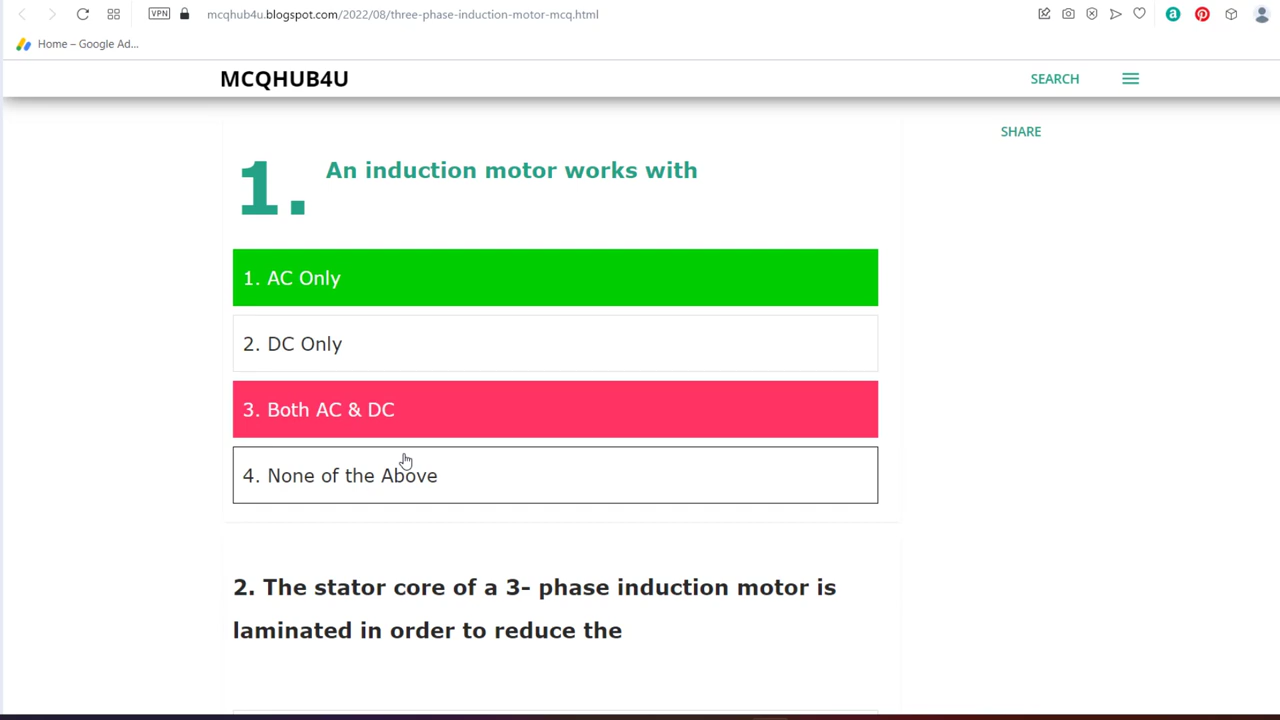 VPN
mcqhub4u.blogspot.com/2022/08/three-phase-induction-motor-mcq.html
Home – Google Ad...
MCQHUB4U
SEARCH
SHARE
1. An induction motor works with
1. AC Only
2. DC Only
3. Both AC & DC
4. None of the Above
2. The stator core of a 3- phase induction motor is
laminated in order to reduce the